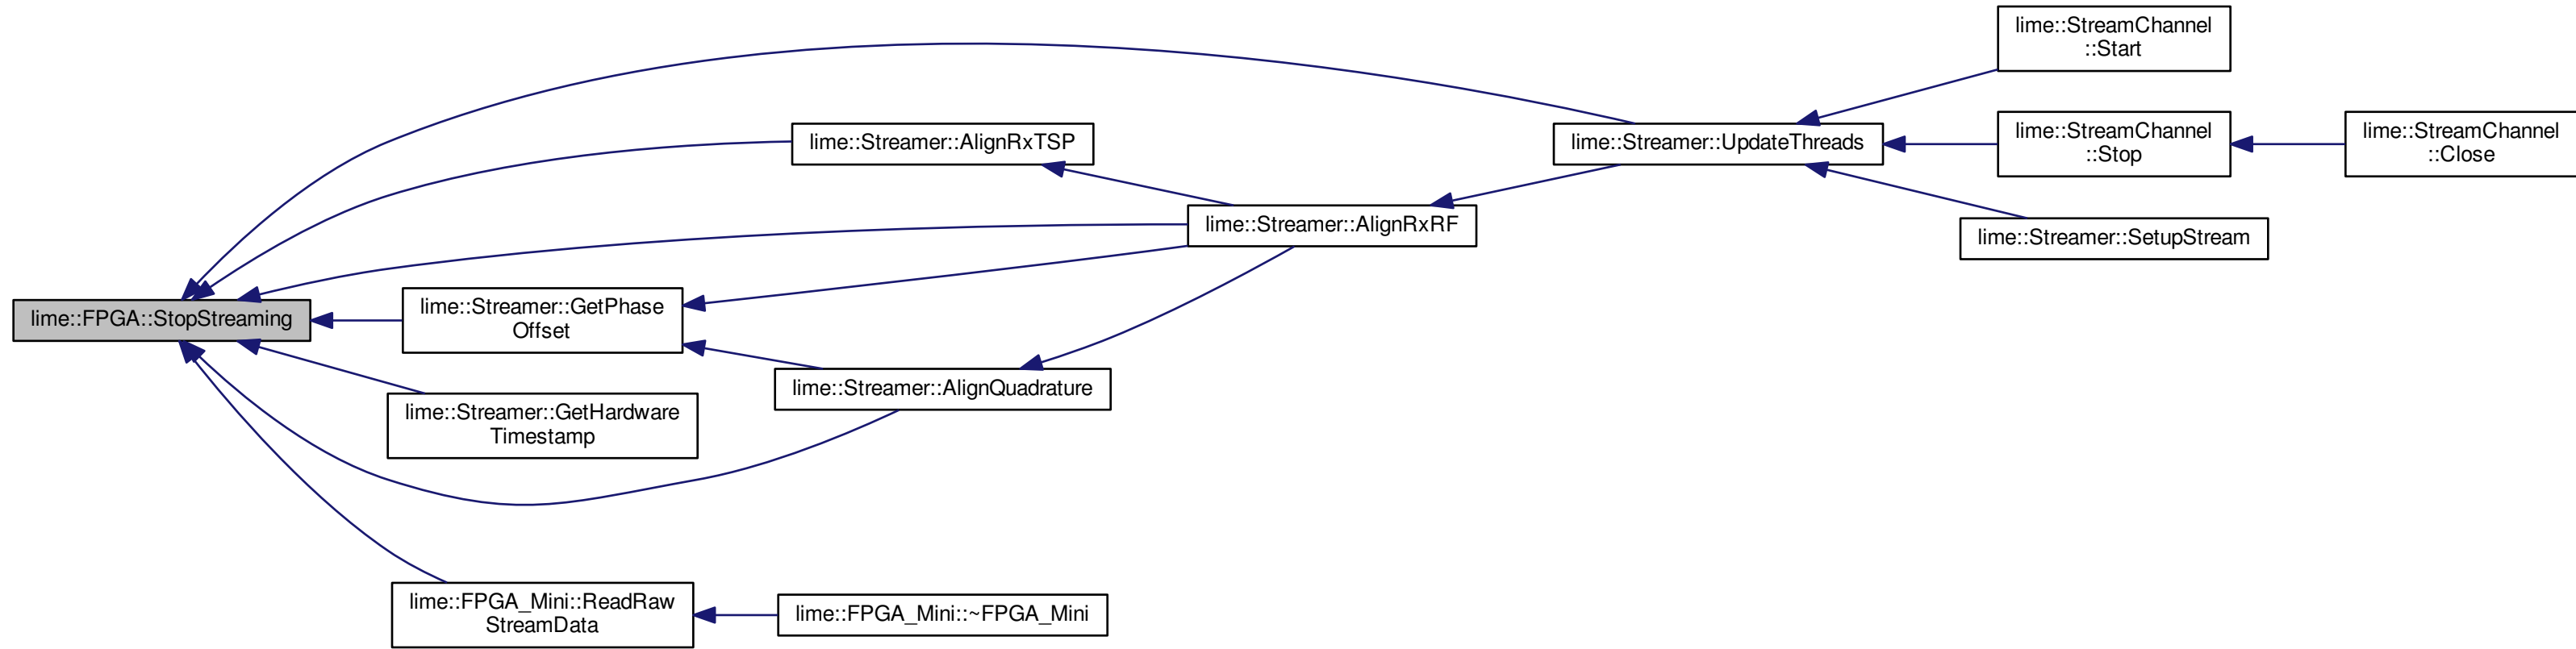 lime::StreamChannel
::Start
lime::Streamer::AlignRxTSP
lime::Streamer::UpdateThreads
lime::StreamChannel
::Stop
lime::StreamChannel
::Close
lime::Streamer::AlignRxRF
lime::Streamer::SetupStream
lime::FPGA::StopStreaming
lime::Streamer::GetPhase
Offset
lime::Streamer::AlignQuadrature
lime::Streamer::GetHardware
Timestamp
lime::FPGA_Mini::ReadRaw
StreamData
lime::FPGA_Mini::~FPGA_Mini